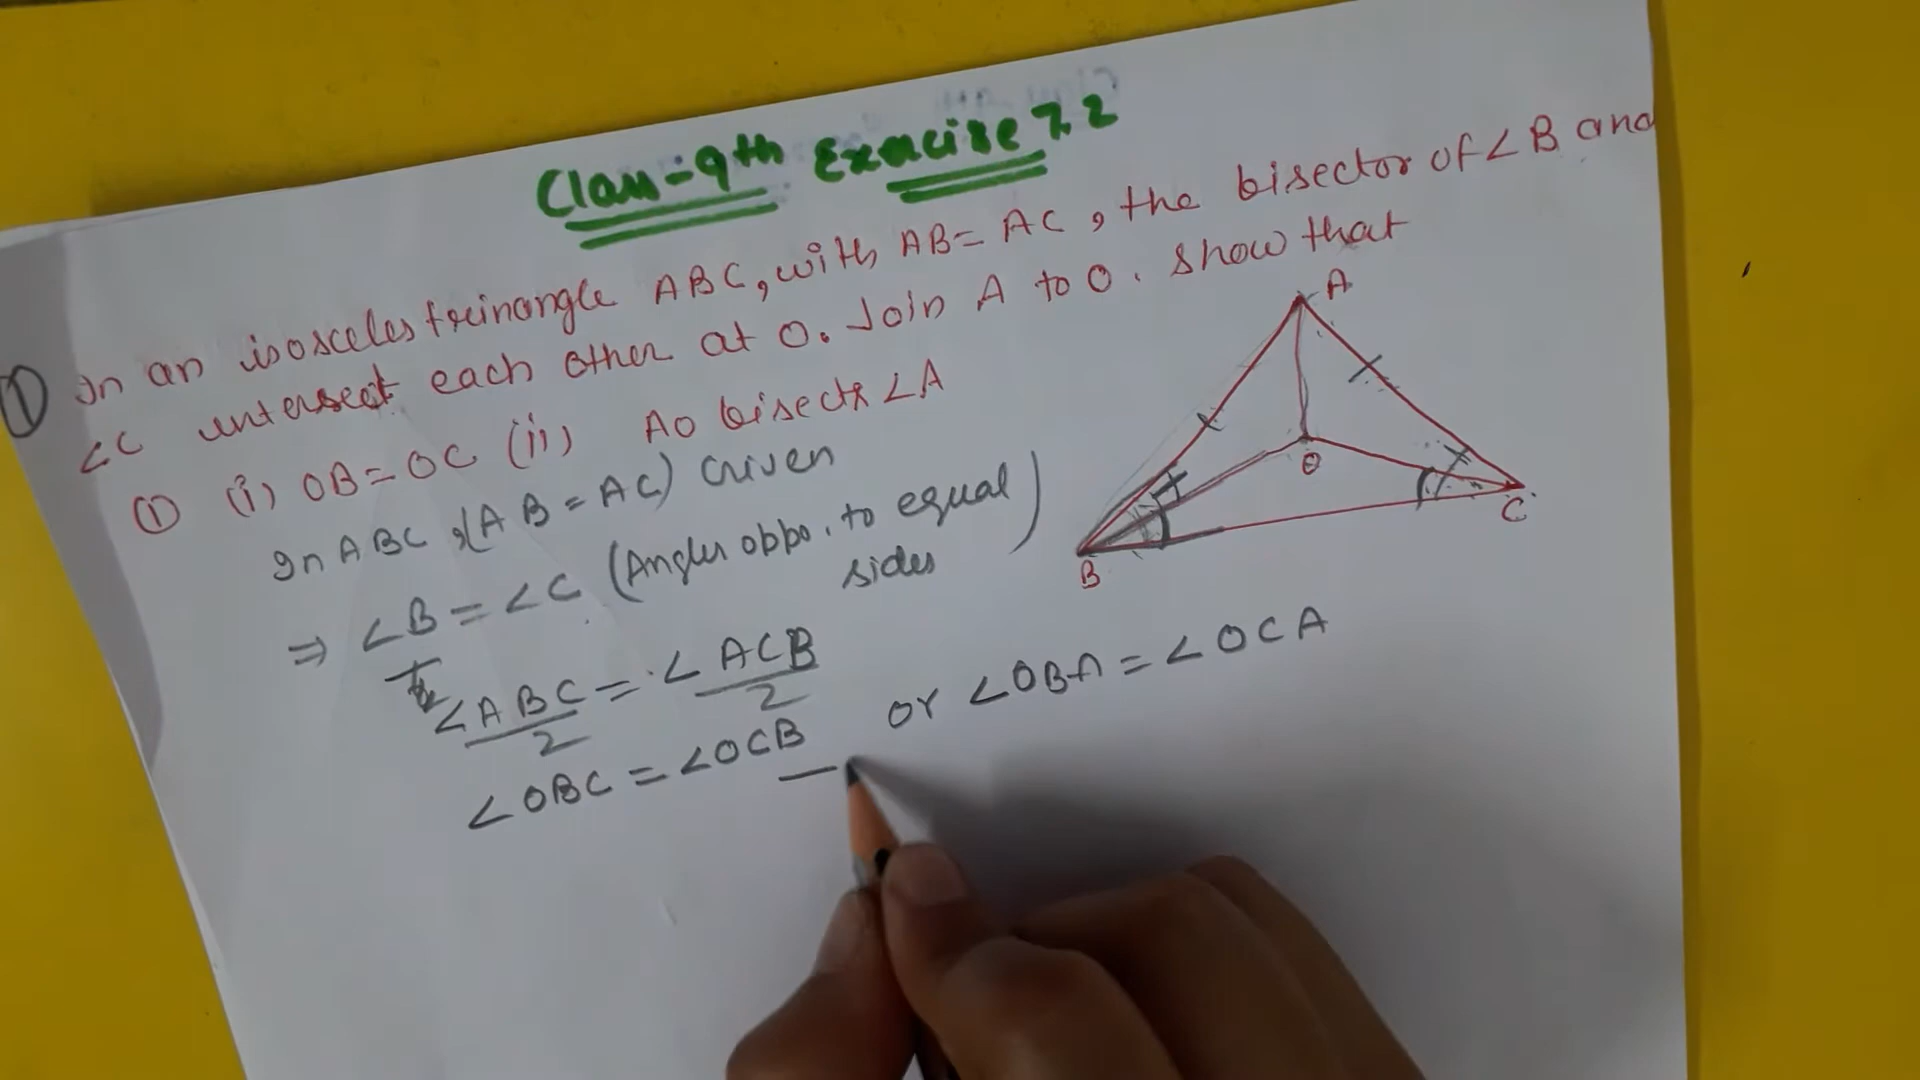 Class-9th Exercise 7.2
① In an isosceles treinangle ABC, with AB = AC, the bisector of ∠B and
∠C intersect each other at O. Join A to O. show that
(i) OB = OC (ii) AO bisects ∠A
① In ABC, (AB = AC) Given
⇒ ∠B = ∠C (Angles oppo. to equal
sides)
∠ABC/2 = ∠ACB/2
∠OBC = ∠OCB or ∠OBA = ∠OCA
A
O
B
C